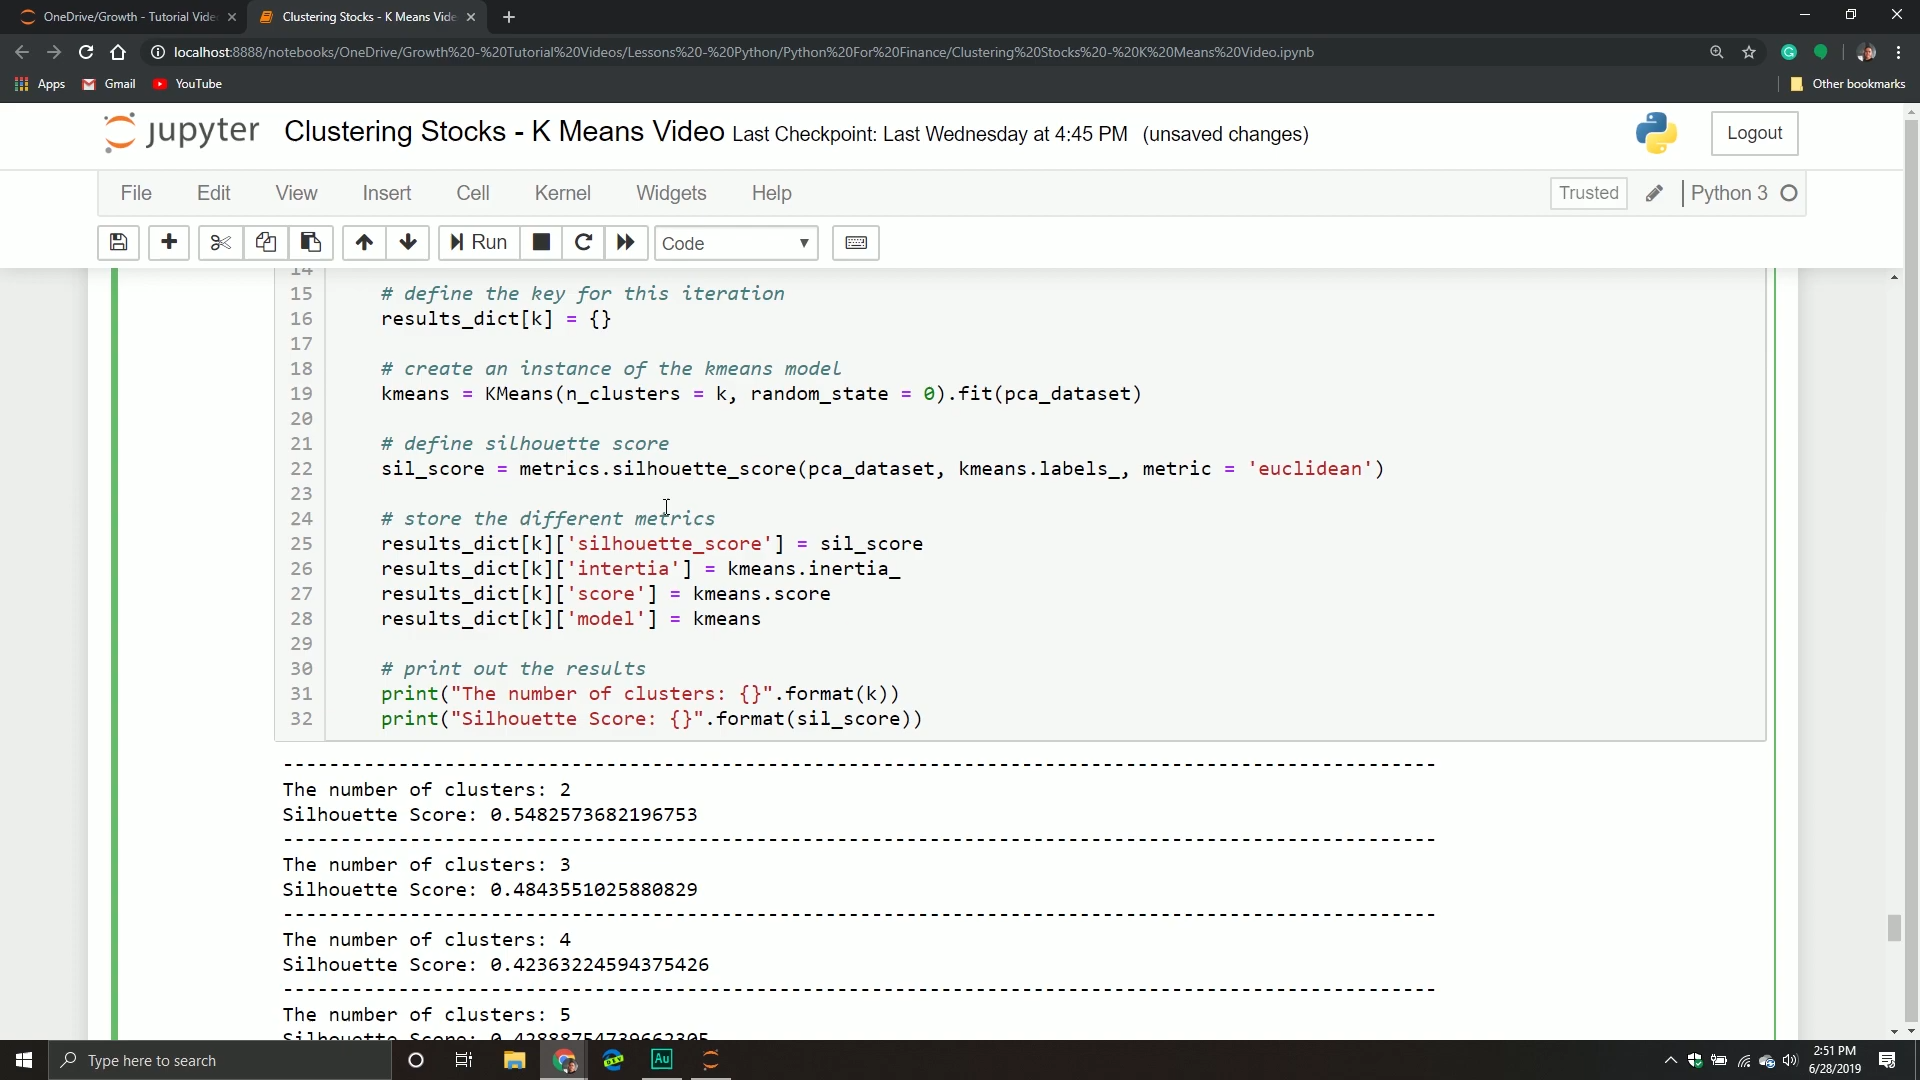 OneDrive/Growth - Tutorial Vide
Clustering Stocks - K Means Vide
localhost:8888/notebooks/OneDrive/Growth%20-%20Tutorial%20Videos/Lessons%20-%20Python/Python%20For%20Finance/Clustering%20Stocks%20-%20K%20Means%20Video.ipynb
Apps Gmail YouTube Other bookmarks
jupyter Clustering Stocks - K Means Video Last Checkpoint: Last Wednesday at 4:45 PM (unsaved changes) Logout
File Edit View Insert Cell Kernel Widgets Help Trusted Python 3
Run Code
14
15 # define the key for this iteration
16 results_dict[k] = {}
17
18 # create an instance of the kmeans model
19 kmeans = KMeans(n_clusters = k, random_state = 0).fit(pca_dataset)
20
21 # define silhouette score
22 sil_score = metrics.silhouette_score(pca_dataset, kmeans.labels_, metric = 'euclidean')
23
24 # store the different metrics
25 results_dict[k]['silhouette_score'] = sil_score
26 results_dict[k]['intertia'] = kmeans.inertia_
27 results_dict[k]['score'] = kmeans.score
28 results_dict[k]['model'] = kmeans
29
30 # print out the results
31 print("The number of clusters: {}".format(k))
32 print("Silhouette Score: {}".format(sil_score))
----------------------------------------------------------------------------------------------------
The number of clusters: 2
Silhouette Score: 0.5482573682196753
----------------------------------------------------------------------------------------------------
The number of clusters: 3
Silhouette Score: 0.4843551025880829
----------------------------------------------------------------------------------------------------
The number of clusters: 4
Silhouette Score: 0.42363224594375426
----------------------------------------------------------------------------------------------------
The number of clusters: 5
Silhouette Score:
Type here to search
Au
2:51 PM
6/28/2019